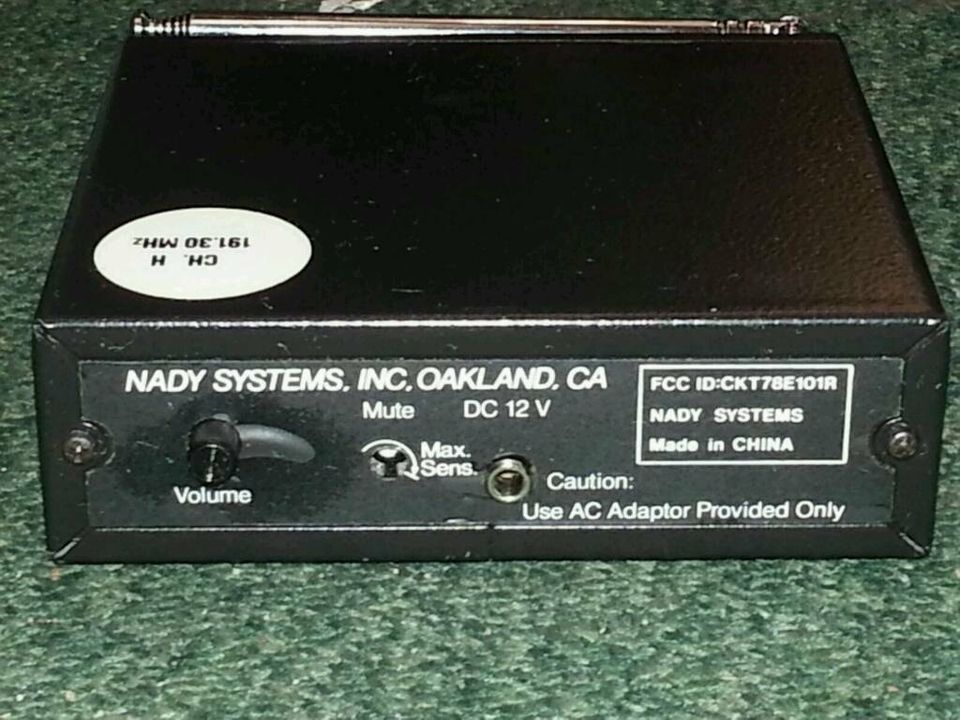 CH. H
191.30 MHz
NADY SYSTEMS, INC. OAKLAND, CA
Mute DC 12 V
Max.
Sens.
Volume
Caution:
Use AC Adaptor Provided Only
FCC ID:CKT78E101R
NADY SYSTEMS
Made in CHINA